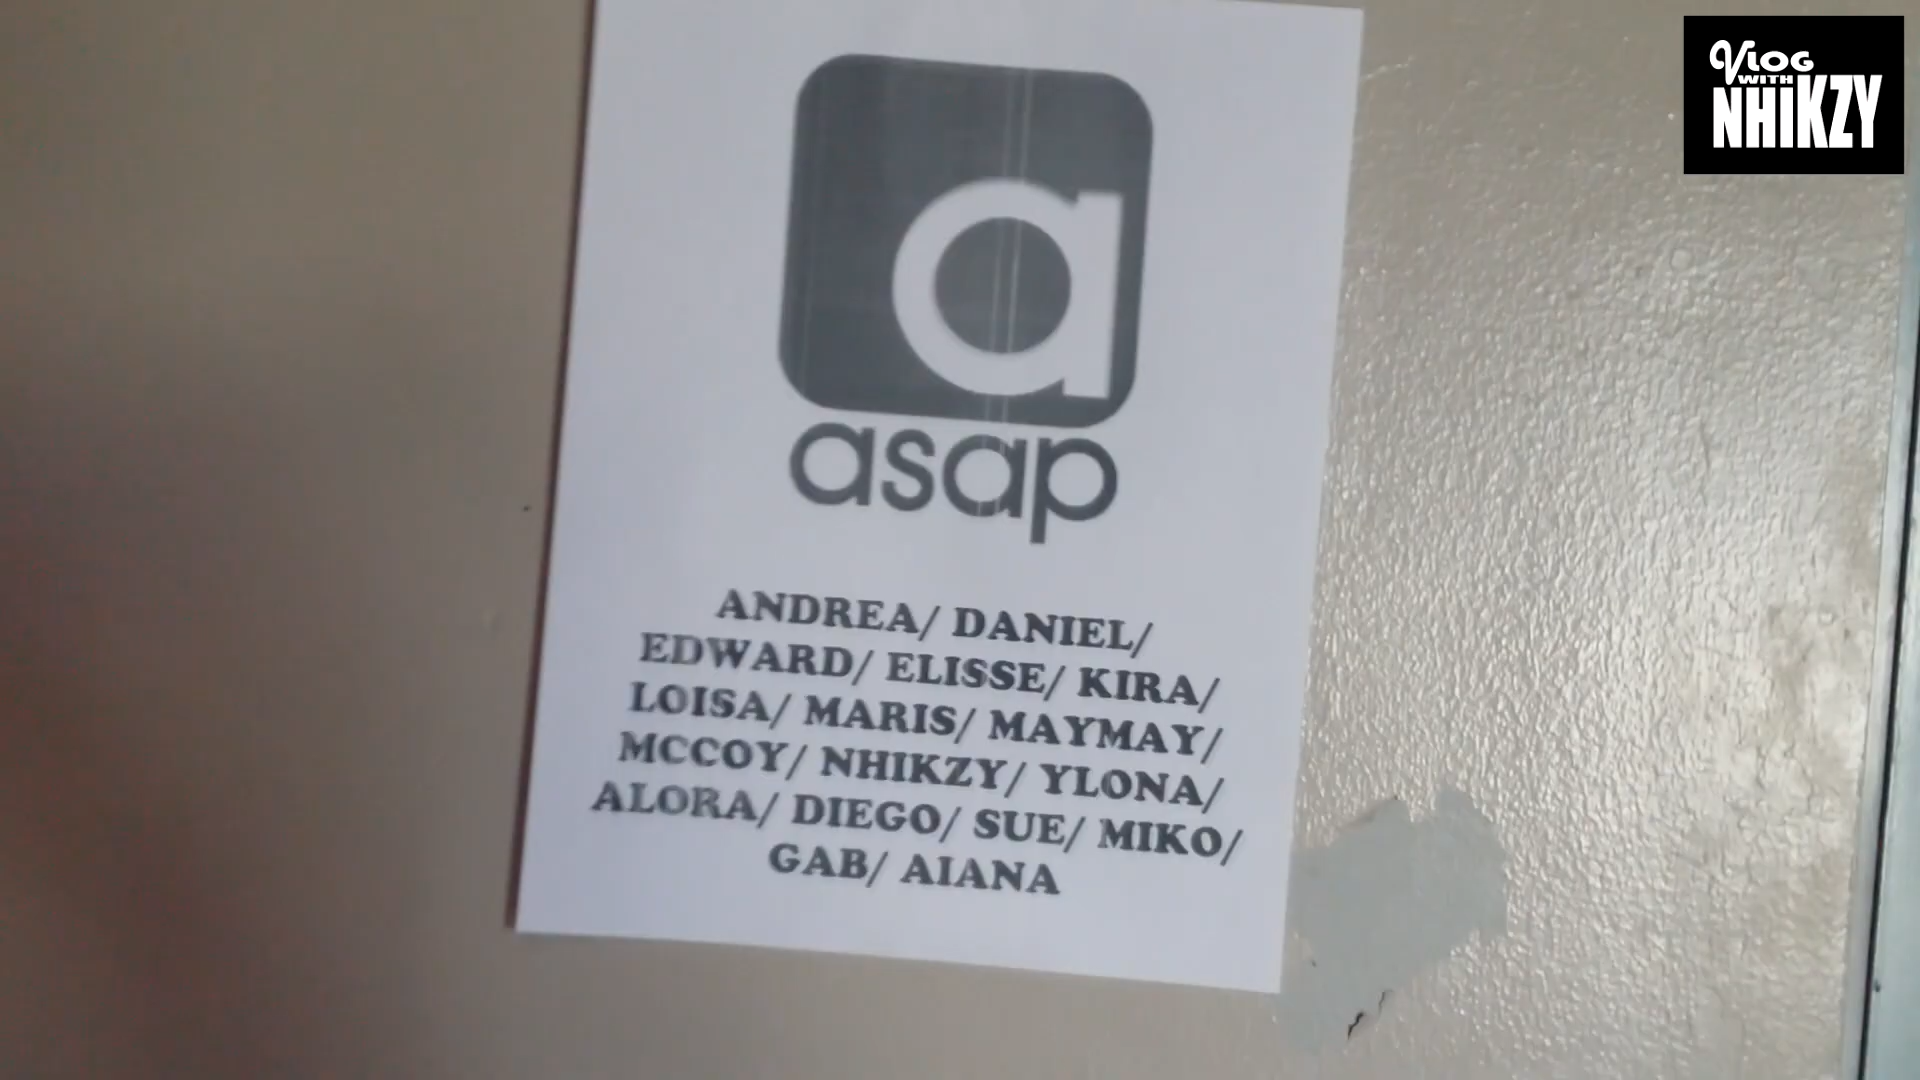 VLOG
WITH
NHIKZY
a
asap
ANDREA/ DANIEL/
EDWARD/ ELISSE/ KIRA/
LOISA/ MARIS/ MAYMAY/
MCCOY/ NHIKZY/ YLONA/
ALORA/ DIEGO/ SUE/ MIKO/
GAB/ AIANA